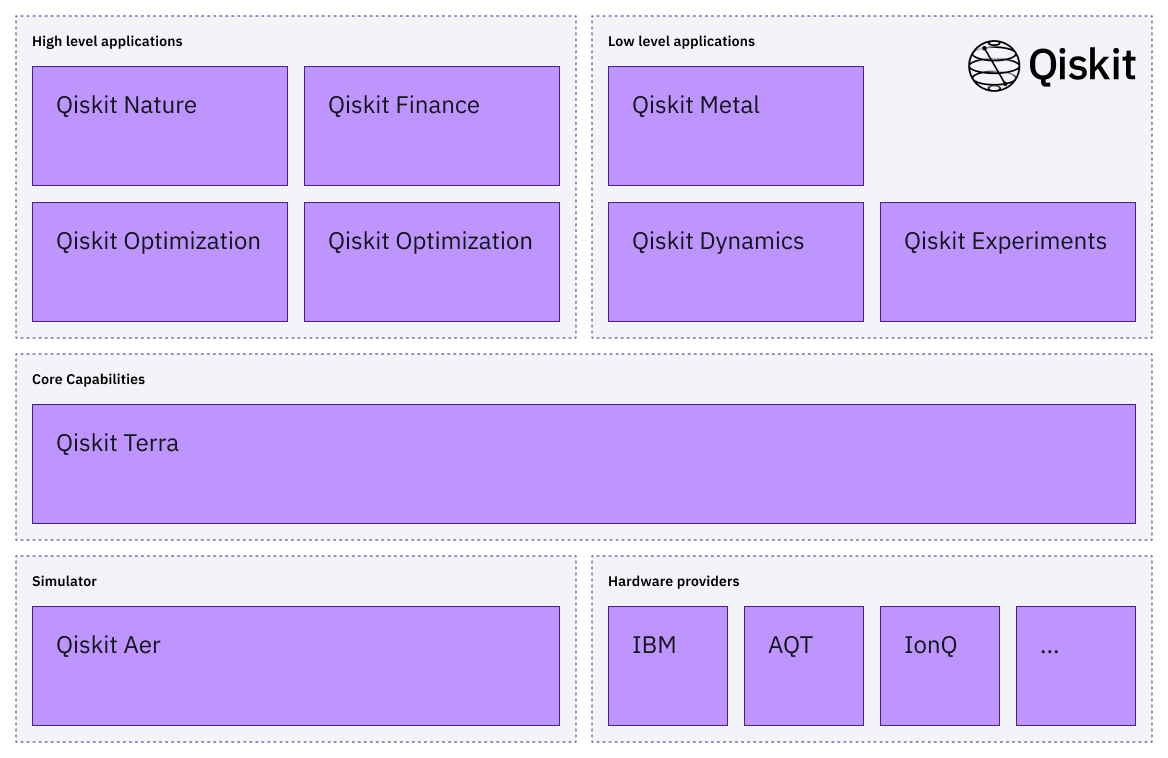 High level applications
Qiskit Nature
Qiskit Finance
Qiskit Optimization
Qiskit Optimization
Low level applications
Qiskit
Qiskit Metal
Qiskit Dynamics
Qiskit Experiments
Core Capabilities
Qiskit Terra
Simulator
Qiskit Aer
Hardware providers
IBM
AQT
IonQ
...